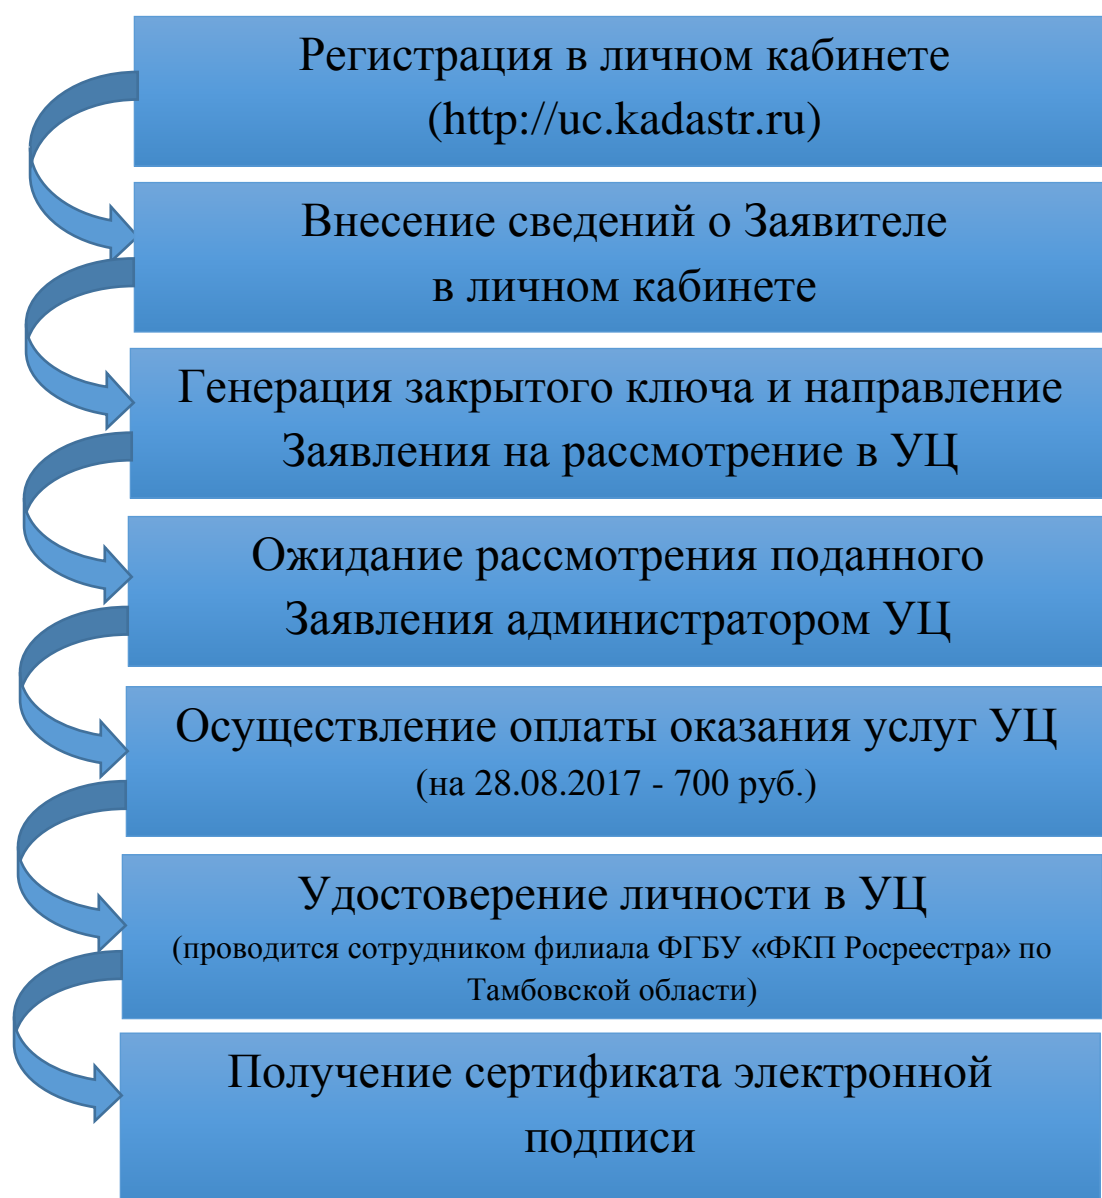 Регистрация в личном кабинете
(http://uc.kadastr.ru)
Внесение сведений о Заявителе
в личном кабинете
Генерация закрытого ключа и направление
Заявления на рассмотрение в УЦ
Ожидание рассмотрения поданного
Заявления администратором УЦ
Осуществление оплаты оказания услуг УЦ
(на 28.08.2017 - 700 руб.)
Удостоверение личности в УЦ
(проводится сотрудником филиала ФГБУ «ФКП Росреестра» по
Тамбовской области)
Получение сертификата электронной
подписи